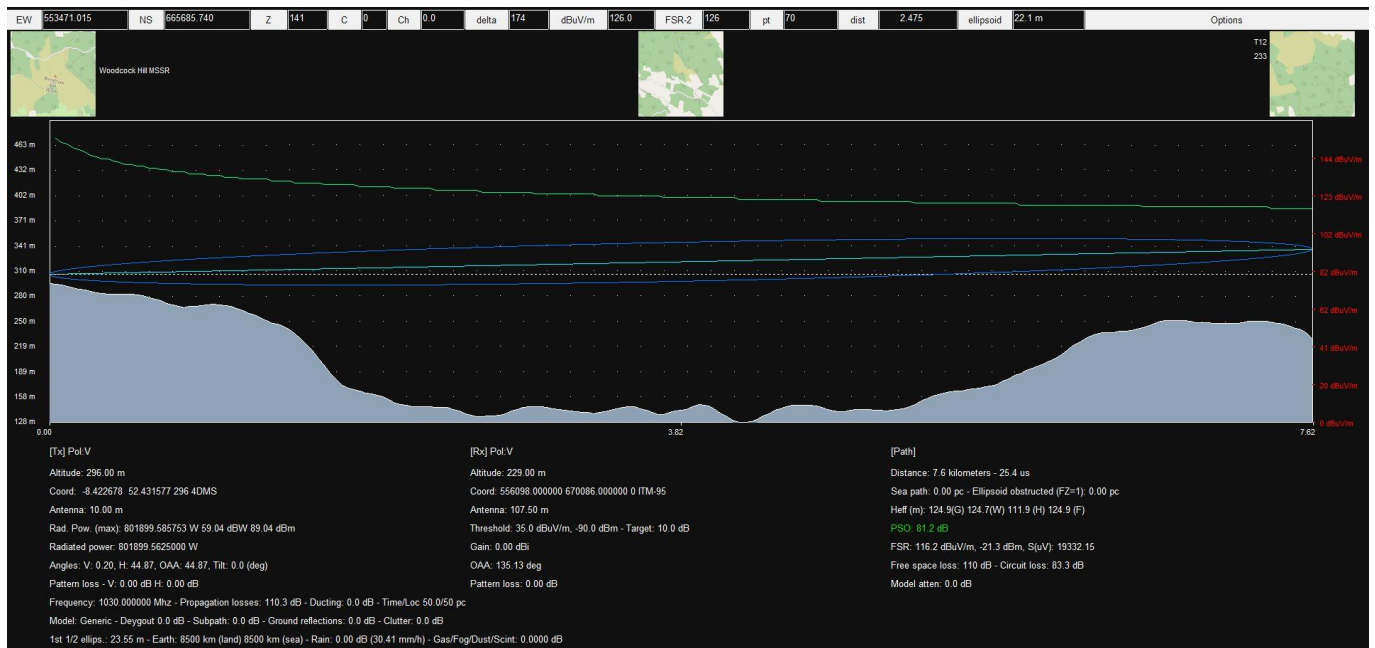 EW 553471.015 NS 665685.740 Z 141 C 0 Ch 0.0 delta 174 dBuV/m 126.0 FSR-2 126 pt 70 dist 2.475 ellipsoid 22.1 m Options
Woodcock Hill MSSR
T12
233
463 m
432 m
402 m
371 m
341 m
310 m
280 m
250 m
219 m
189 m
158 m
128 m
144 dBuV/m
123 dBuV/m
102 dBuV/m
82 dBuV/m
62 dBuV/m
41 dBuV/m
20 dBuV/m
0 dBuV/m
0.00 3.82 7.62
[Tx] Pol:V
Altitude: 296.00 m
Coord: -8.422678 52.431577 296 4DMS
Antenna: 10.00 m
Rad. Pow. (max): 801899.585753 W 59.04 dBW 89.04 dBm
Radiated power: 801899.5625000 W
Angles: V: 0.20, H: 44.87, OAA: 44.87, Tilt: 0.0 (deg)
Pattern loss - V: 0.00 dB H: 0.00 dB
Frequency: 1030.000000 Mhz - Propagation losses: 110.3 dB - Ducting: 0.0 dB - Time/Loc 50.0/50 pc
Model: Generic - Deygout 0.0 dB - Subpath: 0.0 dB - Ground reflections: 0.0 dB - Clutter: 0.0 dB
1st 1/2 ellips.: 23.55 m - Earth: 8500 km (land) 8500 km (sea) - Rain: 0.00 dB (30.41 mm/h) - Gas/Fog/Dust/Scint: 0.0000 dB
[Rx] Pol:V
Altitude: 229.00 m
Coord: 556098.000000 670086.000000 0 ITM-95
Antenna: 107.50 m
Threshold: 35.0 dBuV/m, -90.0 dBm - Target: 10.0 dB
Gain: 0.00 dBi
OAA: 135.13 deg
Pattern loss: 0.00 dB
[Path]
Distance: 7.6 kilometers - 25.4 us
Sea path: 0.00 pc - Ellipsoid obstructed (FZ=1): 0.00 pc
Heff (m): 124.9(G) 124.7(W) 111.9 (H) 124.9 (F)
PSO: 81.2 dB
FSR: 116.2 dBuV/m, -21.3 dBm, S(uV): 19332.15
Free space loss: 110 dB - Circuit loss: 83.3 dB
Model atten: 0.0 dB